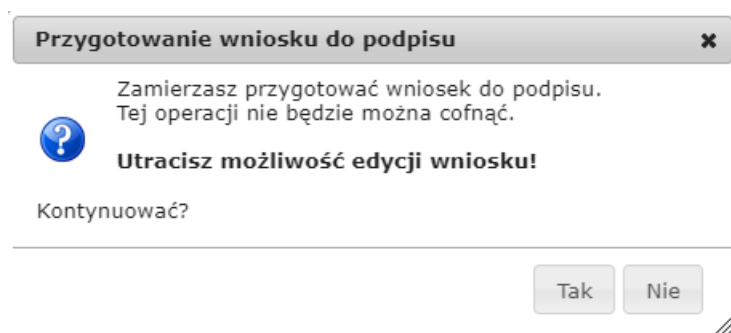 Przygotowanie wniosku do podpisu
Zamierzasz przygotować wniosek do podpisu.
Tej operacji nie będzie można cofnąć.
Utracisz możliwość edycji wniosku!
Kontynuować?
Tak Nie